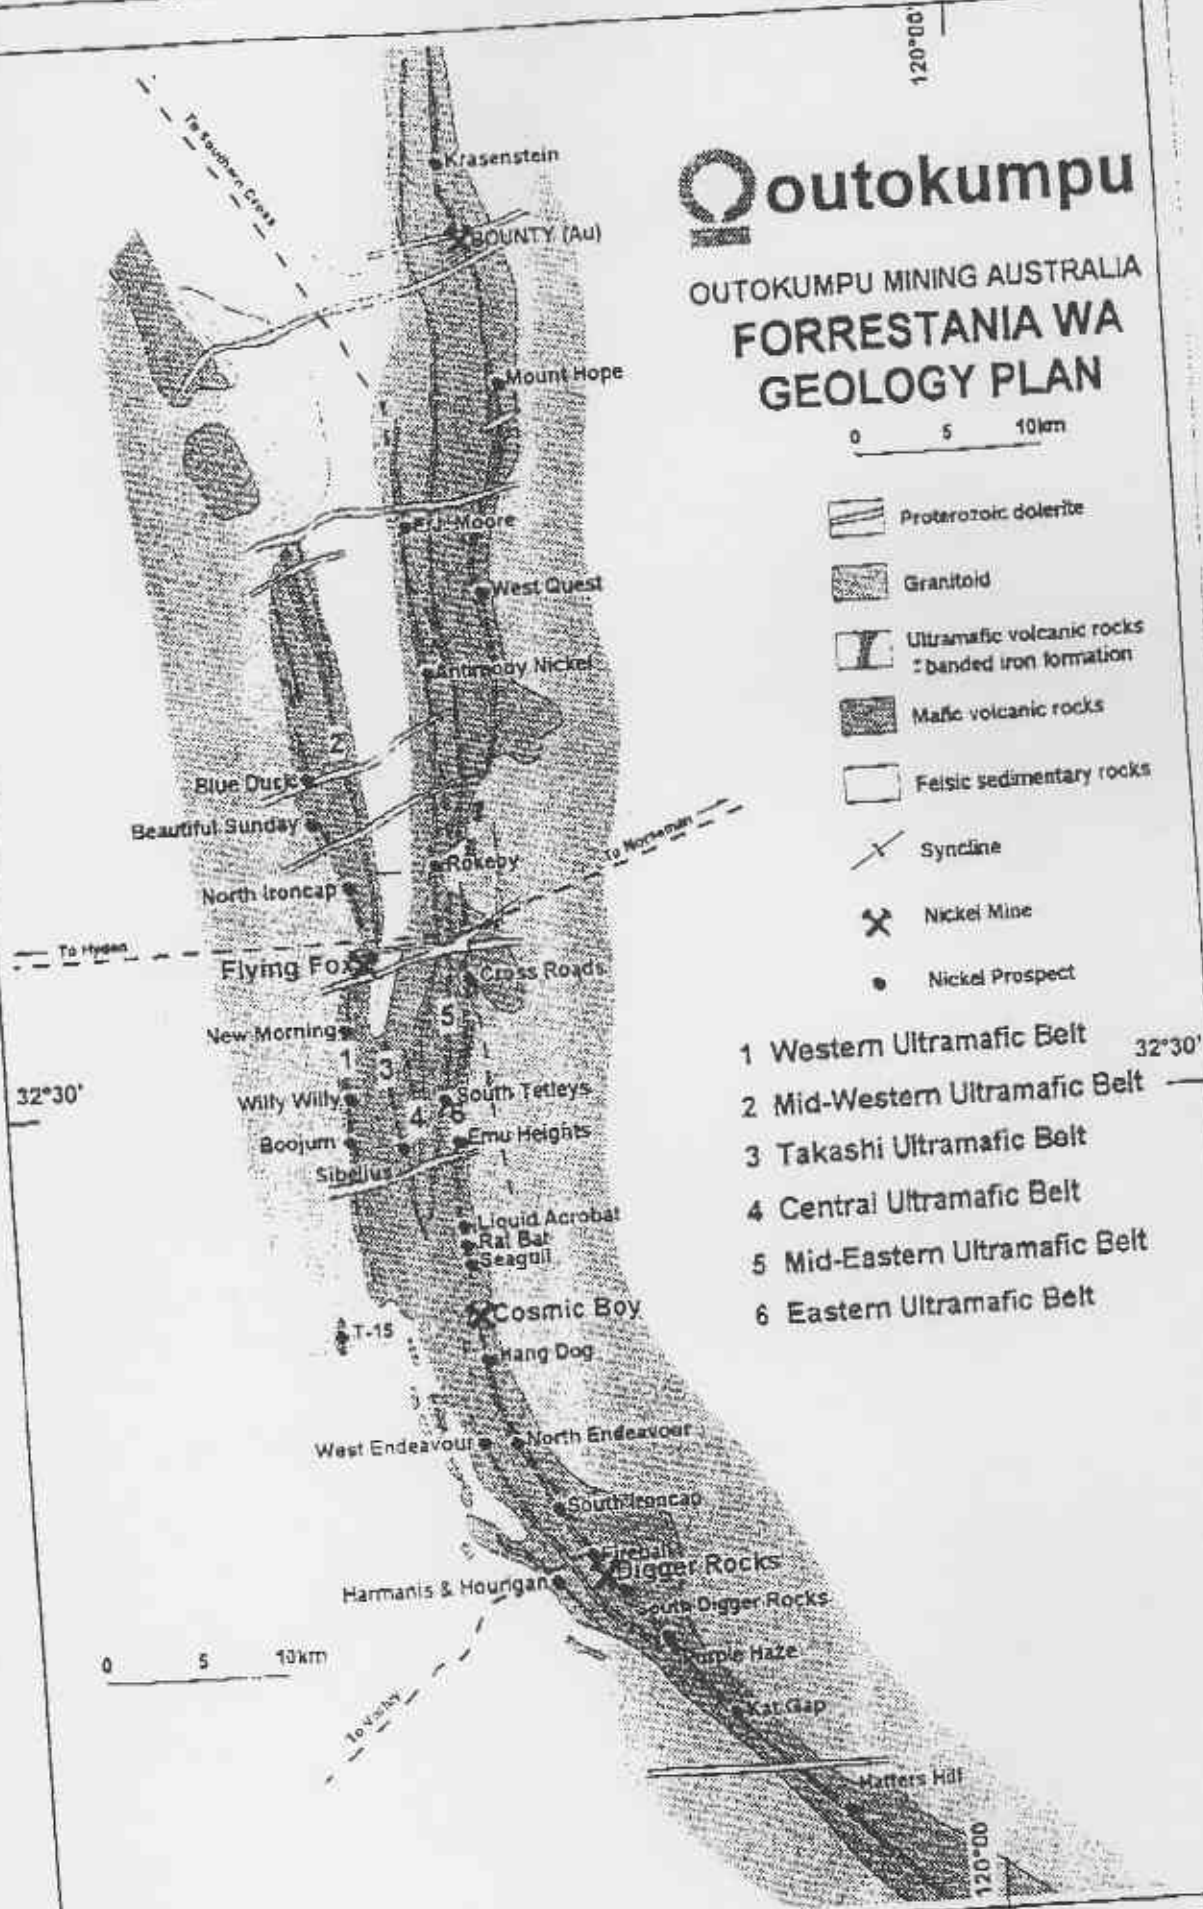 120°00'
To Southern Cross
Krasenstein
BOUNTY (Au)
outokumpu
OUTOKUMPU MINING AUSTRALIA
FORRESTANIA WA
GEOLOGY PLAN
0 5 10km
Mount Hope
Proterozoic dolerite
Moore
Granitoid
West Quest
Ultramafic volcanic rocks
± banded iron formation
Antimony Nickel
Mafic volcanic rocks
2
Blue Duck
Felsic sedimentary rocks
Beautiful Sunday
Syncline
To Norseman
Rokeby
North Ironcap
Nickel Mine
To Hyden
Flying Fox
Cross Roads
Nickel Prospect
5
New Morning
1
3
1 Western Ultramafic Belt
32°30'
32°30'
Willy Willy
South Tetleys
2 Mid-Western Ultramafic Belt
4
6
Boojum
Emu Heights
3 Takashi Ultramafic Belt
Sibelius
4 Central Ultramafic Belt
Liquid Acrobat
Rat Bat
Seagull
5 Mid-Eastern Ultramafic Belt
Cosmic Boy
6 Eastern Ultramafic Belt
T-15
Hang Dog
West Endeavour
North Endeavour
South Ironcap
Fireball
Digger Rocks
Harmanis & Hourigan
South Digger Rocks
Purple Haze
0 5 10km
To Varley
Kat Gap
Hatters Hill
120°00'